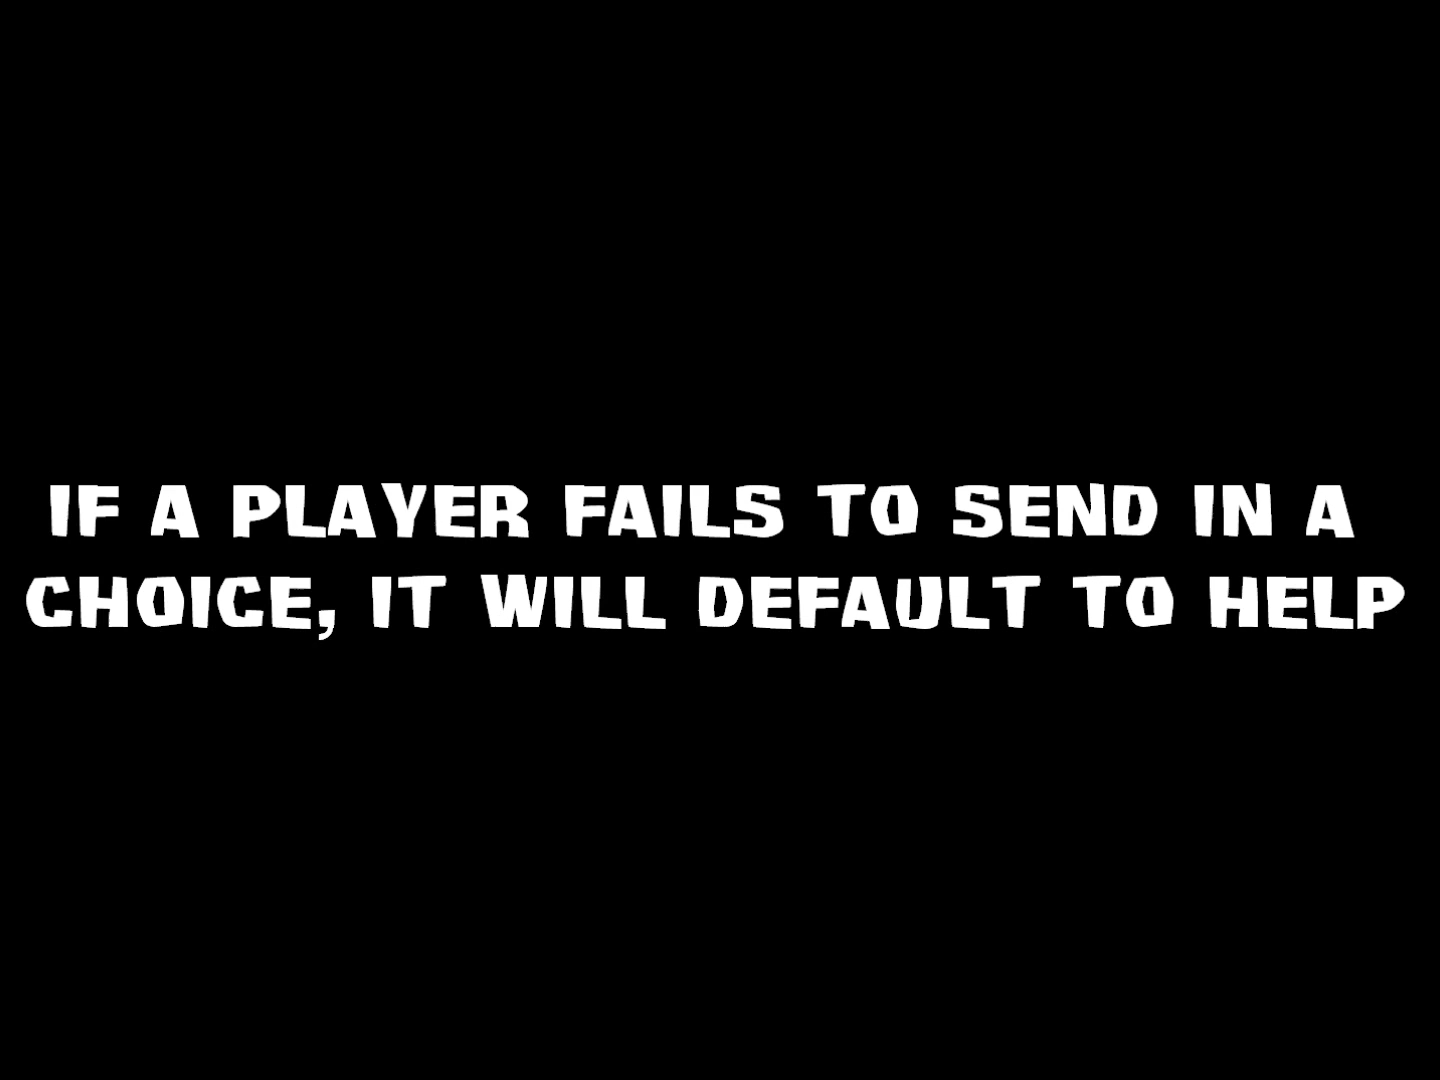 IF A PLAYER FAILS TO SEND IN A
CHOICE, IT WILL DEFAULT TO HELP